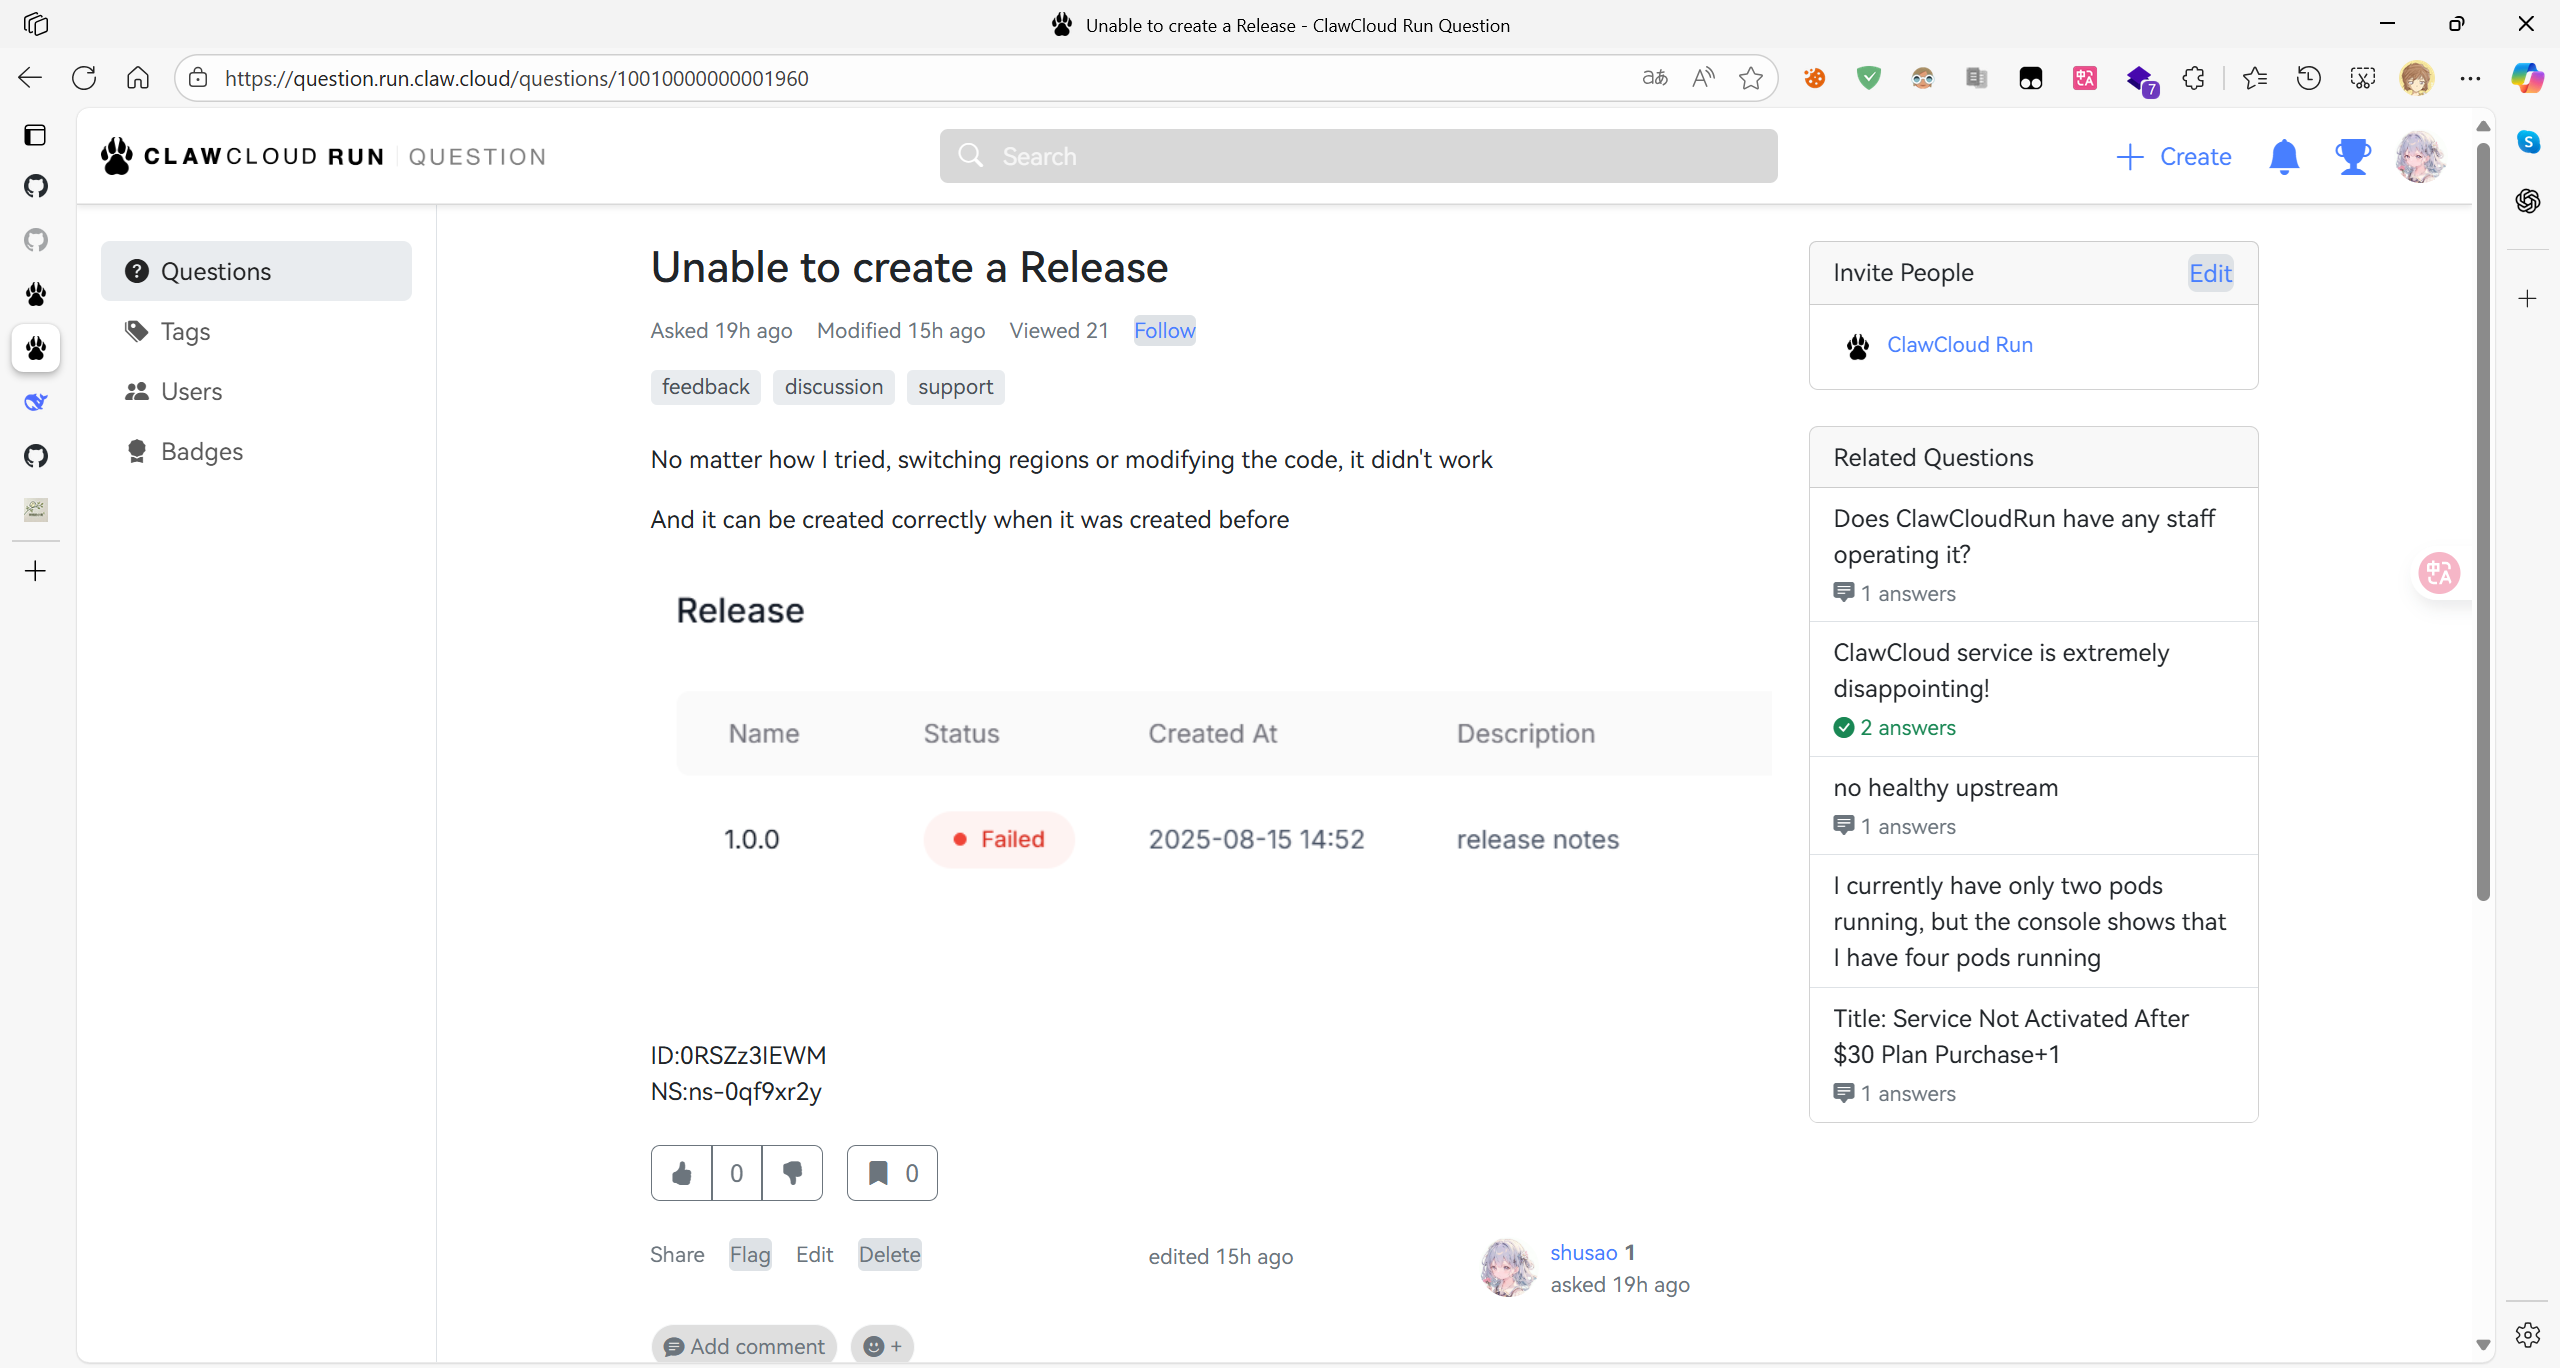 Unable to create a Release - ClawCloud Run Question
https://question.run.claw.cloud/questions/10010000000001960
7
CLAWCLOUD RUN QUESTION
Search
Create
Questions
Tags
Users
Badges
Unable to create a Release
Asked 19h ago Modified 15h ago Viewed 21 Follow
feedback discussion support
No matter how I tried, switching regions or modifying the code, it didn't work
And it can be created correctly when it was created before
Release
Name Status Created At Description
1.0.0 Failed 2025-08-15 14:52 release notes
ID:0RSZz3IEWM
NS:ns-0qf9xr2y
0 0
Share Flag Edit Delete
edited 15h ago
shusao 1
asked 19h ago
Add comment +
Invite People Edit
ClawCloud Run
Related Questions
Does ClawCloudRun have any staff
operating it?
1 answers
ClawCloud service is extremely
disappointing!
2 answers
no healthy upstream
1 answers
I currently have only two pods
running, but the console shows that
I have four pods running
Title: Service Not Activated After
$30 Plan Purchase+1
1 answers